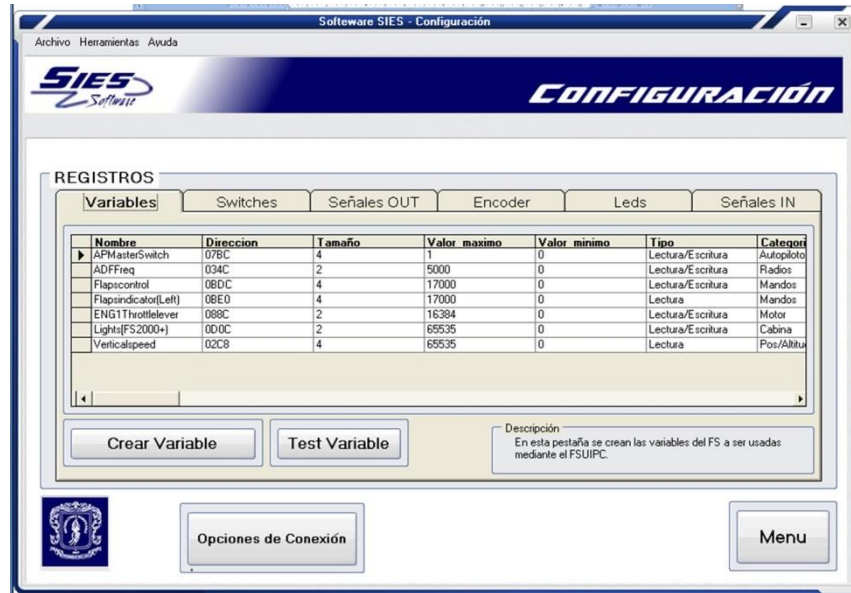 Softeware SIES - Configuración
Archivo Herramientas Ayuda
SIES
Software
CONFIGURACIÓN
REGISTROS
Variables Switches Señales OUT Encoder Leds Señales IN
Nombre Direccion Tamaño Valor maximo Valor minimo Tipo Categori
APMasterSwitch 07BC 4 1 0 Lectura/Escritura Autopiloto
ADFFreq 034C 2 5000 0 Lectura/Escritura Radios
Flapscontrol 0BDC 4 17000 0 Lectura/Escritura Mandos
Flapsindicator(Left) 0BE0 4 17000 0 Lectura Mandos
ENG1Throttlelever 088C 2 16384 0 Lectura/Escritura Motor
Lights(FS2000+) 0D0C 2 65535 0 Lectura/Escritura Cabina
Verticalspeed 02C8 4 65535 0 Lectura Pos/Altitu
Crear Variable Test Variable
Descripción
En esta pestaña se crean las variables del FS a ser usadas
mediante el FSUIPC.
Opciones de Conexión Menu